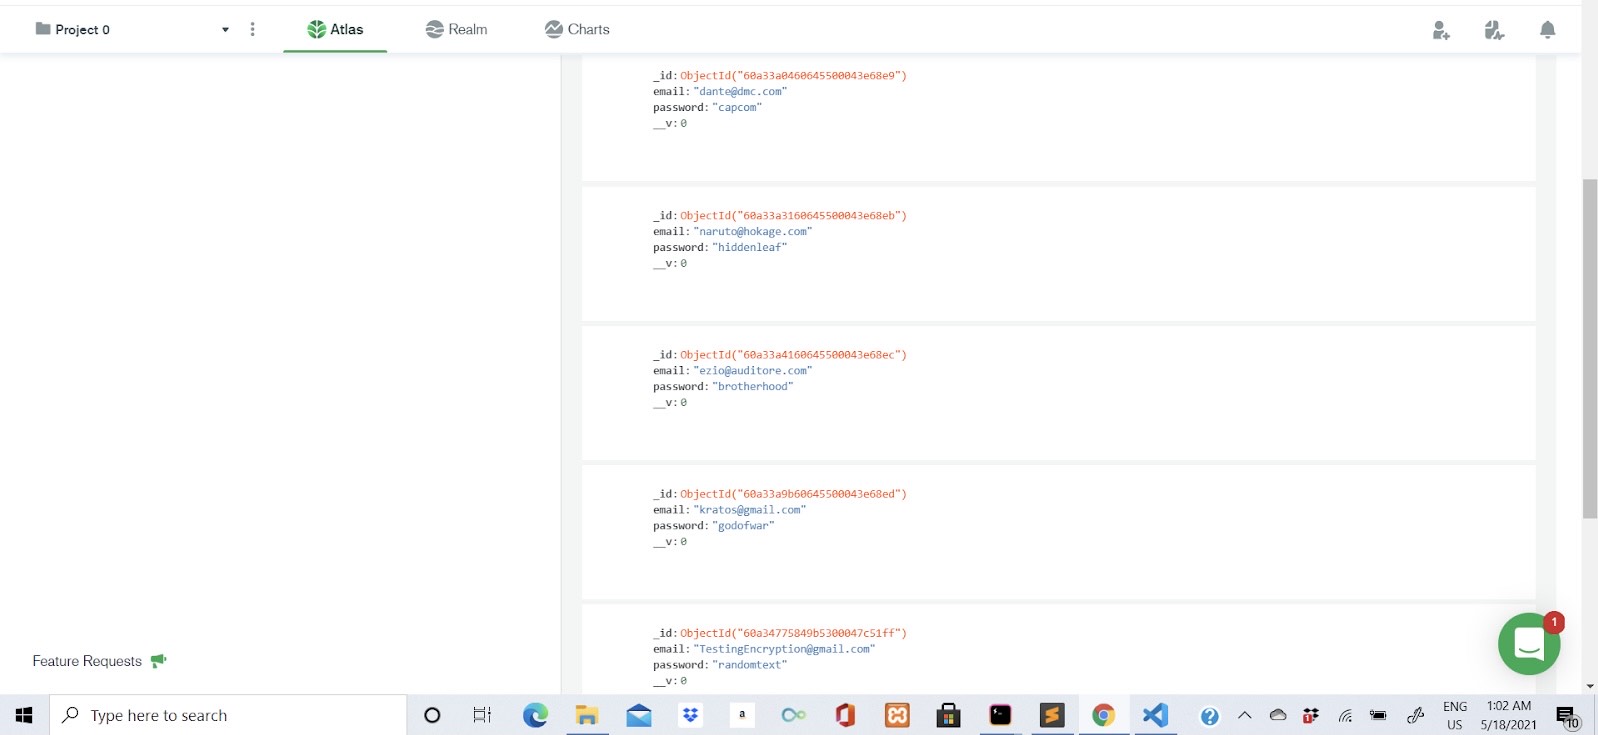 Project 0
Atlas
Realm
Charts
_id: ObjectId("60a33a0460645500043e68e9")
email: "dante@dmc.com"
password: "capcom"
__v: 0
_id: ObjectId("60a33a3160645500043e68eb")
email: "naruto@hokage.com"
password: "hiddenleaf"
__v: 0
_id: ObjectId("60a33a4160645500043e68ec")
email: "ezio@auditore.com"
password: "brotherhood"
__v: 0
_id: ObjectId("60a33a9b60645500043e68ed")
email: "kratos@gmail.com"
password: "godofwar"
__v: 0
_id: ObjectId("60a34775849b5300047c51ff")
email: "TestingEncryption@gmail.com"
password: "randomtext"
__v: 0
Feature Requests
1
Type here to search
a
1
ENG
US
1:02 AM
5/18/2021
10